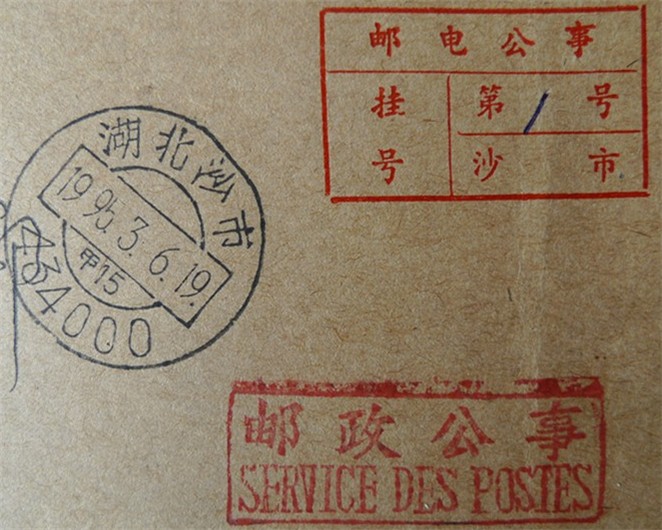 邮电公事
挂号
第1号
沙市
湖北沙市
1996.3.6.19.
甲15
434000
邮政公事
SERVICE DES POSTES